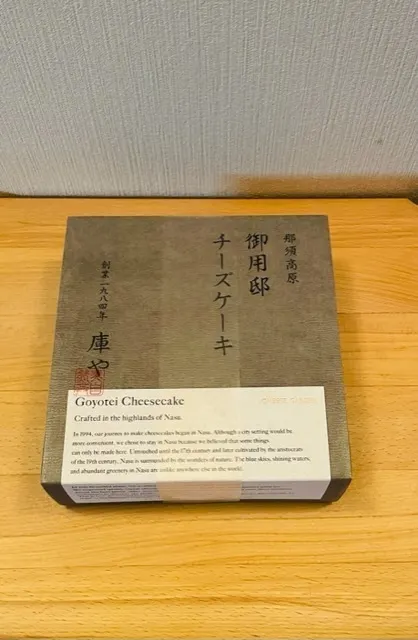 那須高原
御用邸
チーズケーキ
創業一九八四年
庫や
Goyotei Cheesecake
Crafted in the highlands of Nasu.
In 1994, our journey to make cheesecakes began in Nasu. Although a city setting would be
more convenient, we chose to stay in Nasu because we believed that some things
can only be made here. Untouched until the 17th century and later cultivated by the aristocrats
of the 19th century, Nasu is surrounded by the wonders of nature. The blue skies, shining waters,
and abundant greenery in Nasu are unlike anywhere else in the world.